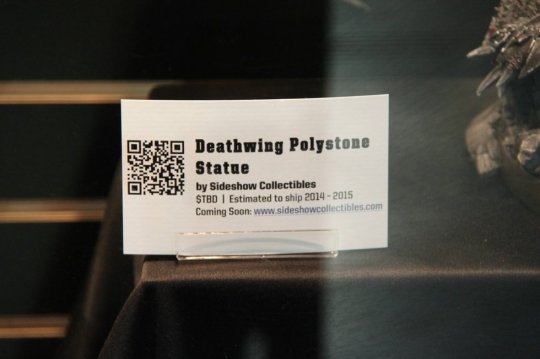 Deathwing Polystone
Statue
by Sideshow Collectibles
$TBD | Estimated to ship 2014 - 2015
Coming Soon: www.sideshowcollectibles.com